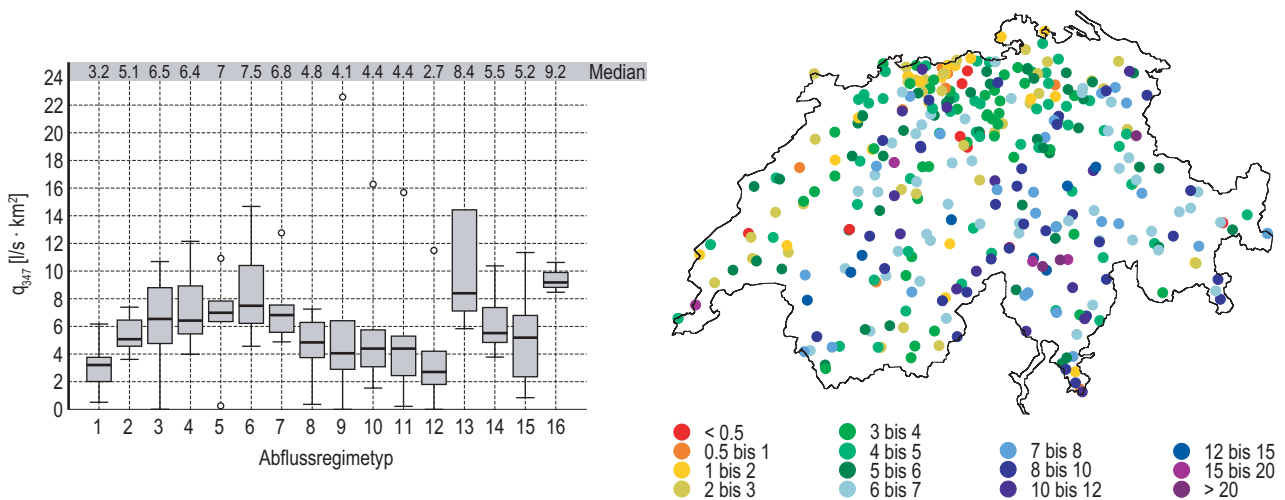 3.2 5.1 6.5 6.4 7 7.5 6.8 4.8 4.1 4.4 4.4 2.7 8.4 5.5 5.2 9.2 Median
24
22
20
18
16
14
12
10
8
6
4
2
0
q347 [l/s · km²]
1 2 3 4 5 6 7 8 9 10 11 12 13 14 15 16
Abflussregimetyp
< 0.5
0.5 bis 1
1 bis 2
2 bis 3
3 bis 4
4 bis 5
5 bis 6
6 bis 7
7 bis 8
8 bis 10
10 bis 12
12 bis 15
15 bis 20
> 20